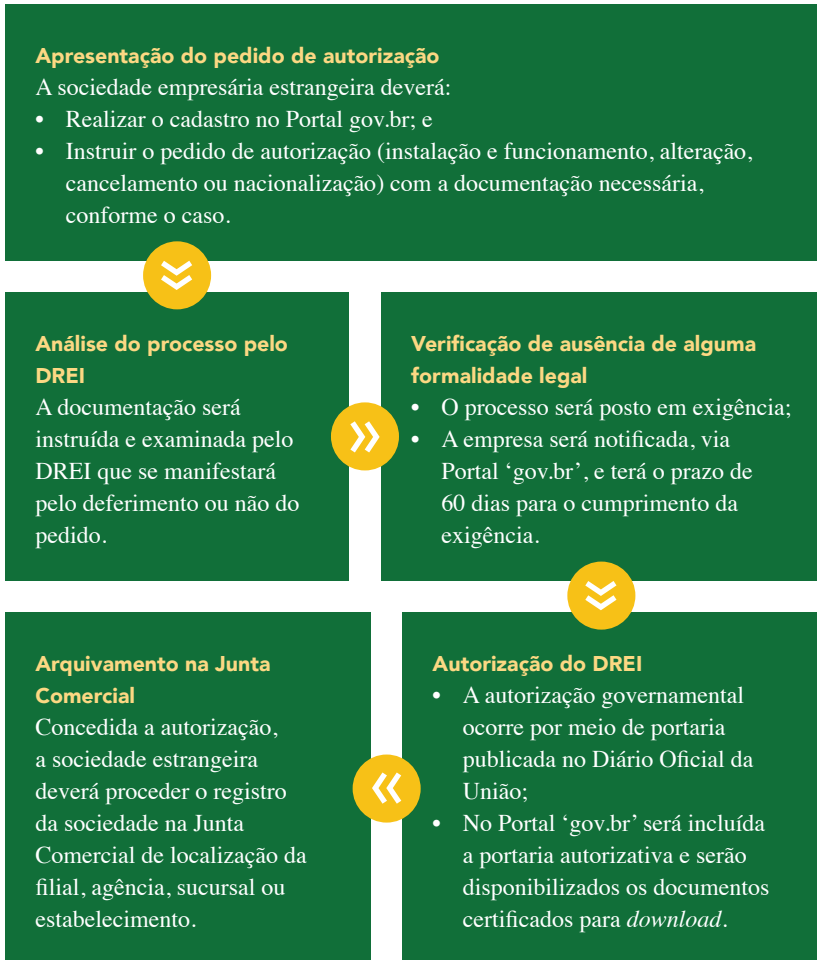 Apresentação do pedido de autorização
A sociedade empresária estrangeira deverá:
• Realizar o cadastro no Portal gov.br; e
• Instruir o pedido de autorização (instalação e funcionamento, alteração,
cancelamento ou nacionalização) com a documentação necessária,
conforme o caso.
Análise do processo pelo
DREI
A documentação será
instruída e examinada pelo
DREI que se manifestará
pelo deferimento ou não do
pedido.
Verificação de ausência de alguma
formalidade legal
• O processo será posto em exigência;
• A empresa será notificada, via
Portal ‘gov.br’, e terá o prazo de
60 dias para o cumprimento da
exigência.
Autorização do DREI
• A autorização governamental
ocorre por meio de portaria
publicada no Diário Oficial da
União;
• No Portal ‘gov.br’ será incluída
a portaria autorizativa e serão
disponibilizados os documentos
certificados para download.
Arquivamento na Junta
Comercial
Concedida a autorização,
a sociedade estrangeira
deverá proceder o registro
da sociedade na Junta
Comercial de localização da
filial, agência, sucursal ou
estabelecimento.